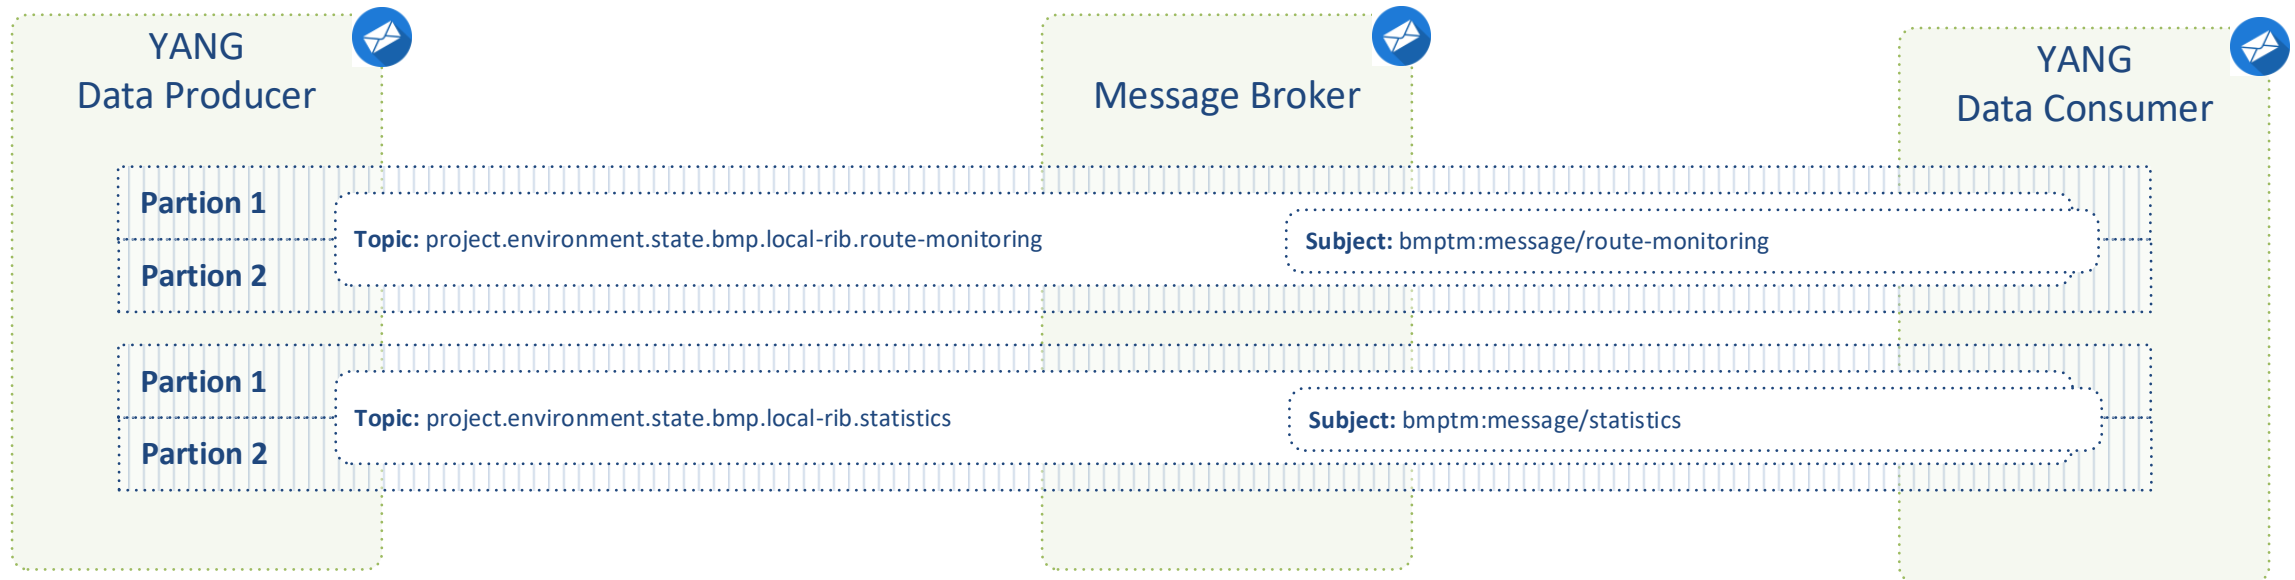 YANG
Data Producer
Message Broker
YANG
Data Consumer
Partion 1
Partion 2
Topic: project.environment.state.bmp.local-rib.route-monitoring
Subject: bmptm:message/route-monitoring
Partion 1
Partion 2
Topic: project.environment.state.bmp.local-rib.statistics
Subject: bmptm:message/statistics